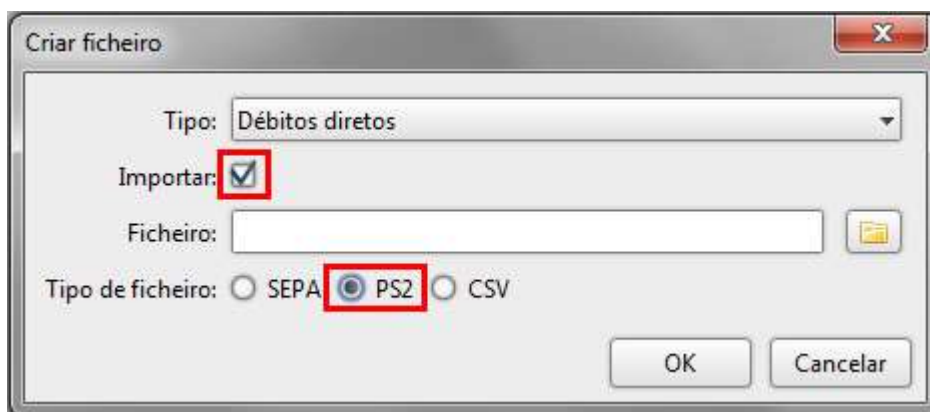 Criar ficheiro
Tipo: Débitos diretos
Importar:
Ficheiro:
Tipo de ficheiro: SEPA PS2 CSV
OK Cancelar